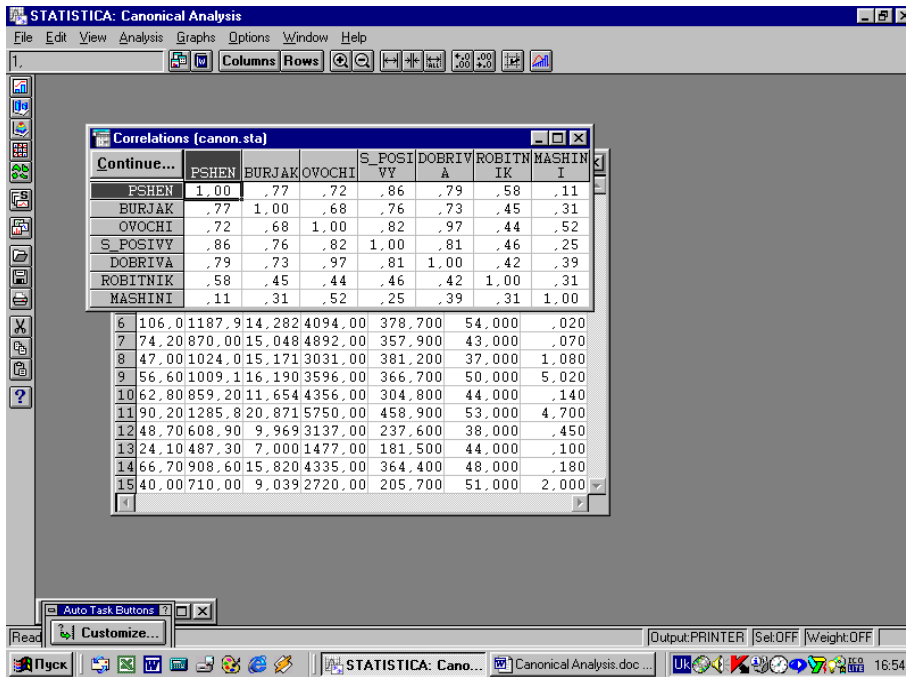 STATISTICA: Canonical Analysis
File Edit View Analysis Graphs Options Window Help
1, Columns Rows
Correlations (canon.sta)
Continue... PSHEN BURJAK OVOCHI S_POSIVY DOBRIVA ROBITNIK MASHINI
PSHEN 1,00 ,77 ,72 ,86 ,79 ,58 ,11
BURJAK ,77 1,00 ,68 ,76 ,73 ,45 ,31
OVOCHI ,72 ,68 1,00 ,82 ,97 ,44 ,52
S_POSIVY ,86 ,76 ,82 1,00 ,81 ,46 ,25
DOBRIVA ,79 ,73 ,97 ,81 1,00 ,42 ,39
ROBITNIK ,58 ,45 ,44 ,46 ,42 1,00 ,31
MASHINI ,11 ,31 ,52 ,25 ,39 ,31 1,00
6 106,0 1187,9 14,282 4094,00 378,700 54,000 ,020
7 74,20 870,00 15,048 4892,00 357,900 43,000 ,070
8 47,00 1024,0 15,171 3031,00 381,200 37,000 1,080
9 56,60 1009,1 16,190 3596,00 366,700 50,000 5,020
10 62,80 859,20 11,654 4356,00 304,800 44,000 ,140
11 90,20 1285,8 20,871 5750,00 458,900 53,000 4,700
12 48,70 608,90 9,969 3137,00 237,600 38,000 ,450
13 24,10 487,30 7,000 1477,00 181,500 44,000 ,100
14 66,70 908,60 15,820 4335,00 364,400 48,000 ,180
15 40,00 710,00 9,039 2720,00 205,700 51,000 2,000
Auto Task Buttons ?
Customize...
Read Output:PRINTER Sel:OFF Weight:OFF
Пуск STATISTICA: Cano... Canonical Analysis.doc ... Uk 16:54